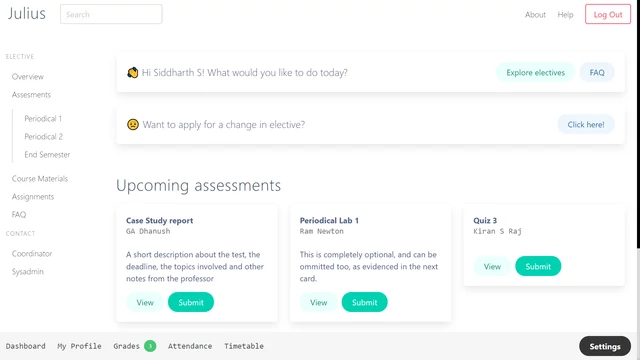 Julius
Search
About
Help
Log Out
ELECTIVE
Overview
Assesments
Periodical 1
Periodical 2
End Semester
Course Materials
Assignments
FAQ
CONTACT
Coordinator
Sysadmin
Hi Siddharth S! What would you like to do today?
Explore electives
FAQ
Want to apply for a change in elective?
Click here!
Upcoming assessments
Case Study report
GA Dhanush
A short description about the test, the
deadline, the topics involved and other
notes from the professor
View
Submit
Periodical Lab 1
Ram Newton
This is completely optional, and can be
ommitted too, as evidenced in the next
card.
View
Submit
Quiz 3
Kiran S Raj
View
Submit
Dashboard
My Profile
Grades
3
Attendance
Timetable
Settings